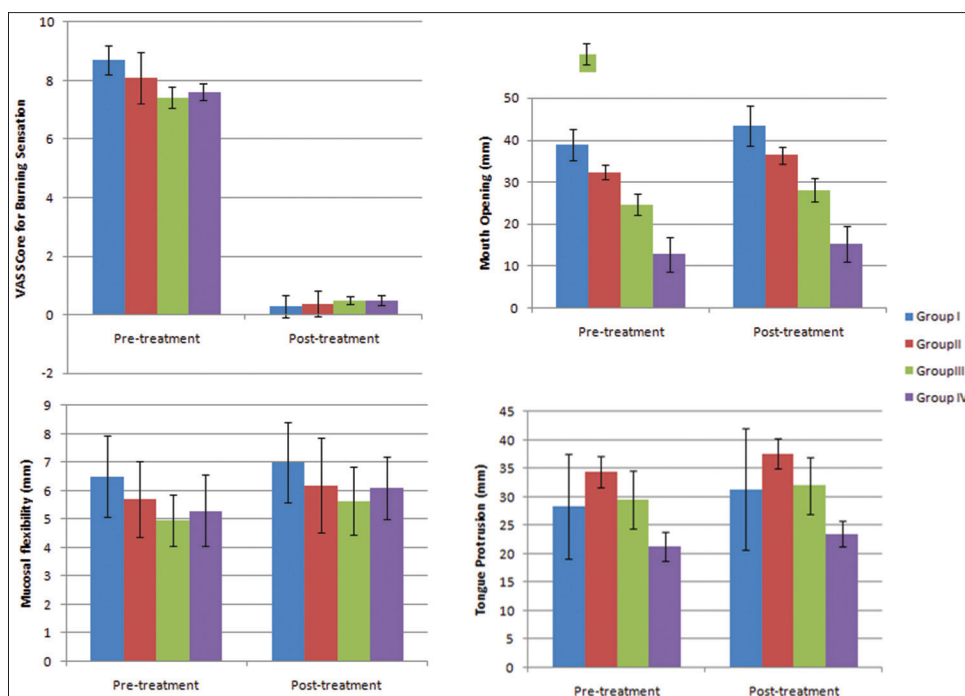 VASSCore for Burning Sensation
10
8
6
4
2
0
-2
Pre-treatment
Post-treatment
Mouth Opening (mm)
50
40
30
20
10
0
Pre-treatment
Post-treatment
Group I
GroupII
GroupIII
Group IV
Mucosal flexibility (mm)
9
8
7
6
5
4
3
2
1
0
Pre-treatment
Post-treatment
Tongue Protrusion (mm)
45
40
35
30
25
20
15
10
5
0
Pre-treatment
Post-treatment